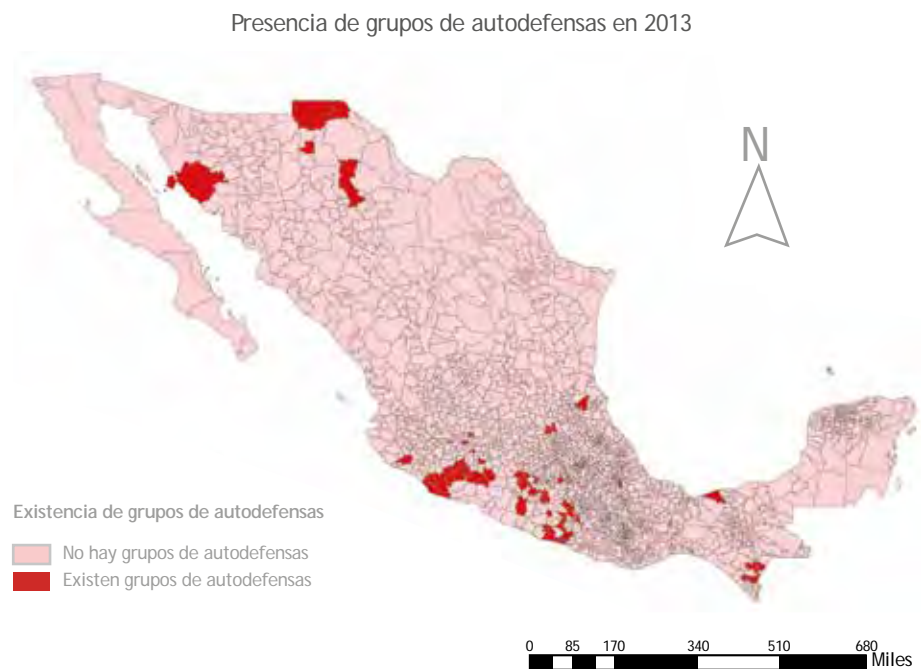 Presencia de grupos de autodefensas en 2013
N
Existencia de grupos de autodefensas
No hay grupos de autodefensas
Existen grupos de autodefensas
0 85 170 340 510 680
Miles